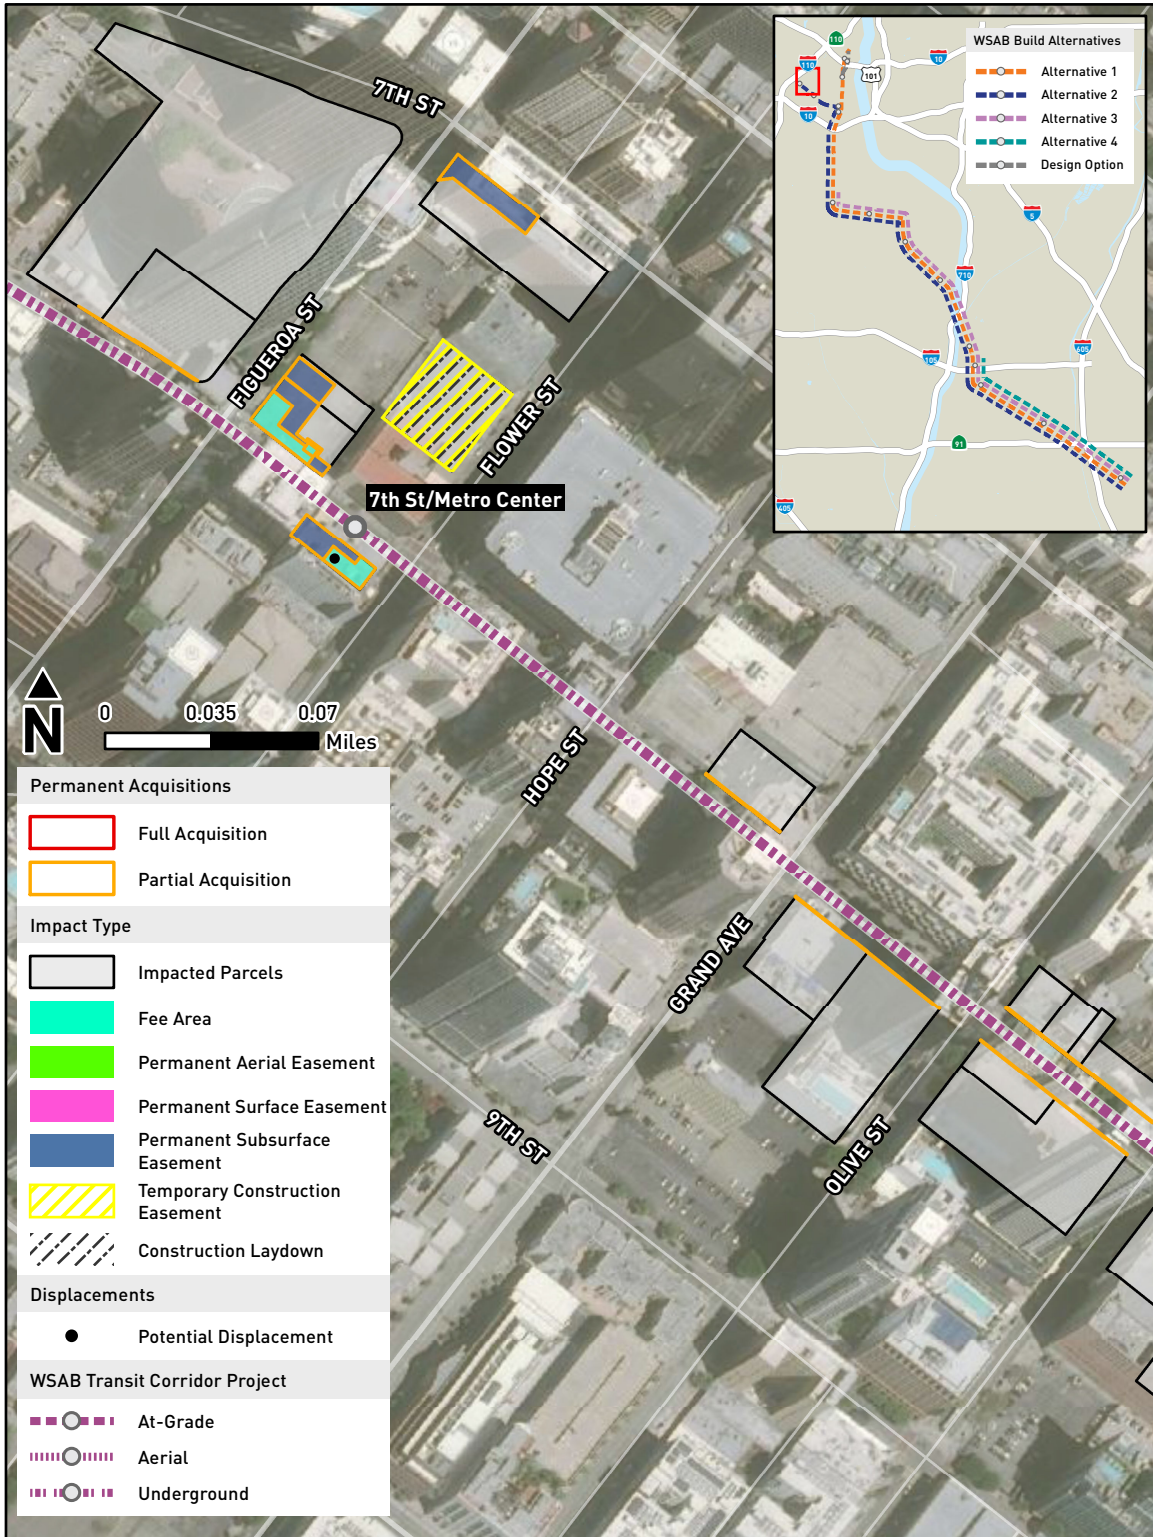 7TH ST
FIGUEROA ST
FLOWER ST
7th St/Metro Center
HOPE ST
GRAND AVE
OLIVE ST
9TH ST
WSAB Build Alternatives
Alternative 1
Alternative 2
Alternative 3
Alternative 4
Design Option
110
110
10
101
10
5
710
105
605
91
405
N
0 0.035 0.07
Miles
Permanent Acquisitions
Full Acquisition
Partial Acquisition
Impact Type
Impacted Parcels
Fee Area
Permanent Aerial Easement
Permanent Surface Easement
Permanent Subsurface
Easement
Temporary Construction
Easement
Construction Laydown
Displacements
Potential Displacement
WSAB Transit Corridor Project
At-Grade
Aerial
Underground